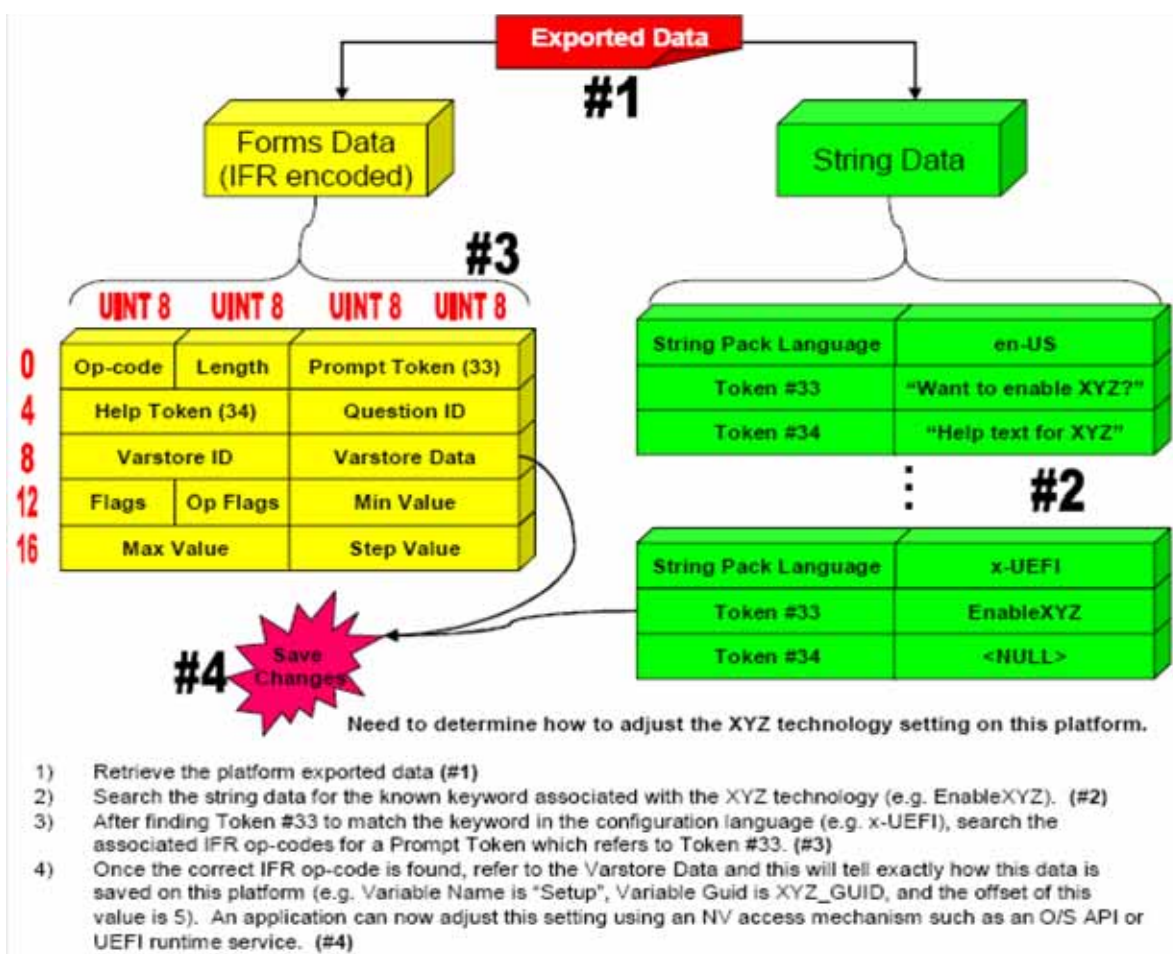 Exported Data
#1
Forms Data
(IFR encoded)
String Data
#3
UINT 8 UINT 8 UINT 8 UINT 8
0 Op-code Length Prompt Token (33)
4 Help Token (34) Question ID
8 Varstore ID Varstore Data
12 Flags Op Flags Min Value
16 Max Value Step Value
String Pack Language en-US
Token #33 “Want to enable XYZ?”
Token #34 “Help text for XYZ”
#2
String Pack Language x-UEFI
Token #33 EnableXYZ
Token #34 <NULL>
#4
Save
Changes
Need to determine how to adjust the XYZ technology setting on this platform.
1) Retrieve the platform exported data (#1)
2) Search the string data for the known keyword associated with the XYZ technology (e.g. EnableXYZ). (#2)
3) After finding Token #33 to match the keyword in the configuration language (e.g. x-UEFI), search the
associated IFR op-codes for a Prompt Token which refers to Token #33. (#3)
4) Once the correct IFR op-code is found, refer to the Varstore Data and this will tell exactly how this data is
saved on this platform (e.g. Variable Name is “Setup”, Variable Guid is XYZ_GUID, and the offset of this
value is 5). An application can now adjust this setting using an NV access mechanism such as an O/S API or
UEFI runtime service. (#4)